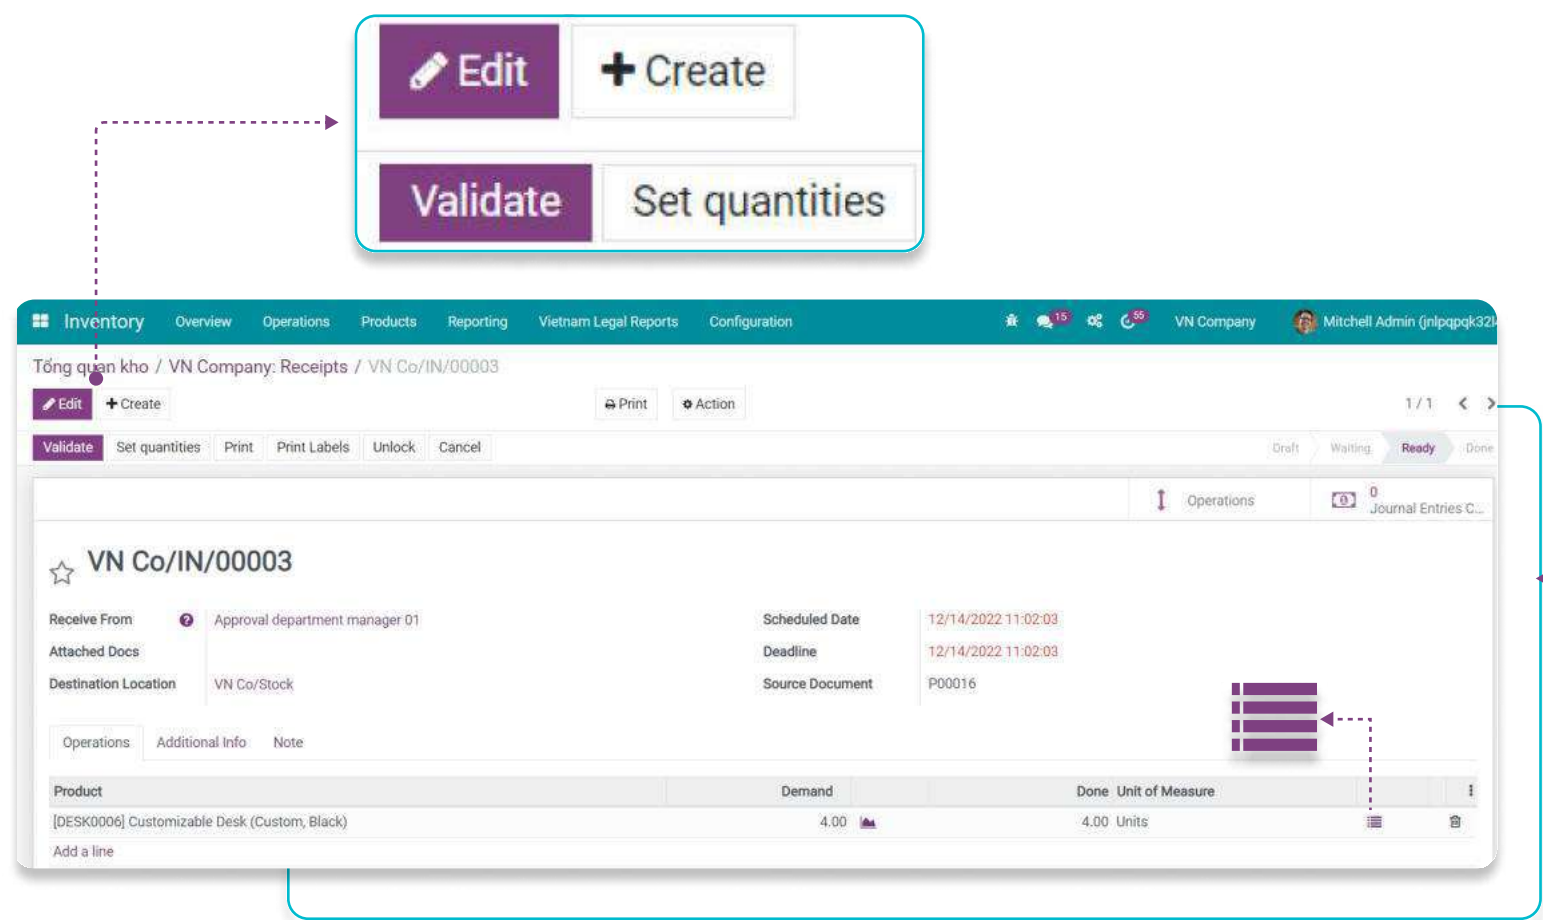 Edit Create
Validate Set quantities
Inventory Overview Operations Products Reporting Vietnam Legal Reports Configuration 15 55 VN Company Mitchell Admin (jnlpqpqk32l
Tổng quan kho / VN Company: Receipts / VN Co/IN/00003
Edit Create Print Action 1 / 1
Validate Set quantities Print Print Labels Unlock Cancel Draft Waiting Ready Done
Operations 0
Journal Entries C...
VN Co/IN/00003
Receive From ? Approval department manager 01 Scheduled Date 12/14/2022 11:02:03
Attached Docs Deadline 12/14/2022 11:02:03
Destination Location VN Co/Stock Source Document P00016
Operations Additional Info Note
Product Demand Done Unit of Measure
[DESK0006] Customizable Desk (Custom, Black) 4.00 4.00 Units
Add a line